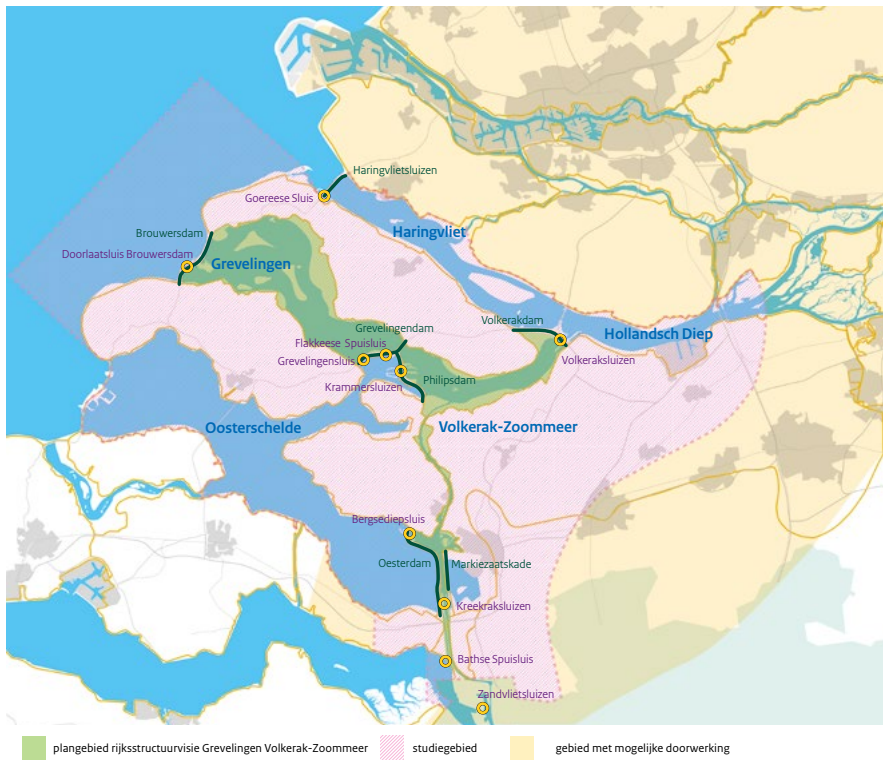 Haringvlietsluizen
Goereese Sluis
Haringvliet
Brouwersdam
Doorlaatsluis Brouwersdam
Grevelingen
Volkerakdam
Grevelingendam
Hollandsch Diep
Flakkeese Spuisluis
Grevelingensluis
Volkeraksluizen
Krammersluizen
Philipsdam
Oosterschelde
Volkerak-Zoommeer
Bergsediepsluis
Oesterdam
Markiezaatskade
Kreekraksluizen
Bathse Spuisluis
Zandvlietsluizen
plangebied rijksstructuurvisie Grevelingen Volkerak-Zoommeer
studiegebied
gebied met mogelijke doorwerking